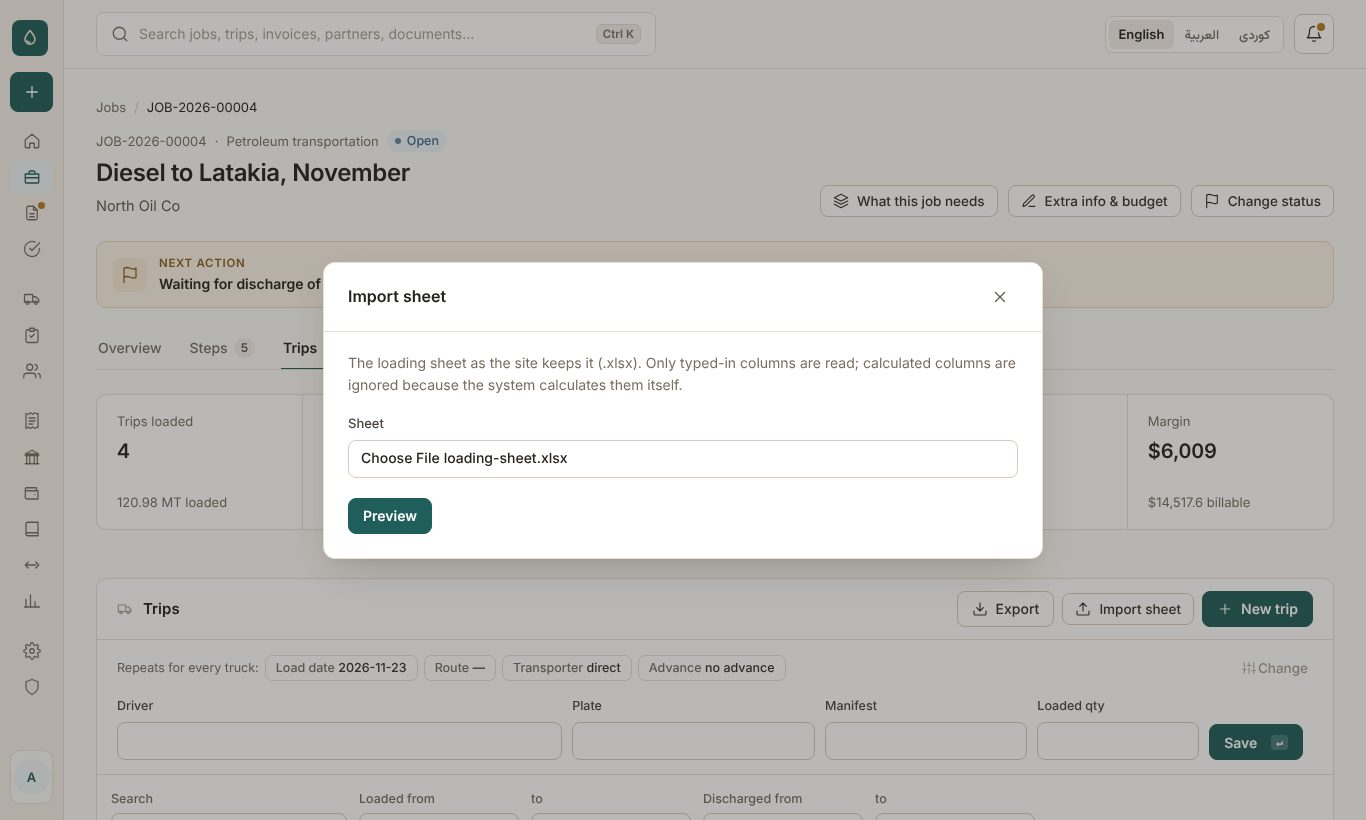 Search jobs, trips, invoices, partners, documents...
Ctrl K
English
العربية
کوردی
Jobs / JOB-2026-00004
JOB-2026-00004 · Petroleum transportation
Open
Diesel to Latakia, November
North Oil Co
What this job needs
Extra info & budget
Change status
NEXT ACTION
Waiting for discharge of
Import sheet
The loading sheet as the site keeps it (.xlsx). Only typed-in columns are read; calculated columns are
ignored because the system calculates them itself.
Sheet
Choose File loading-sheet.xlsx
Preview
Overview
Steps 5
Trips
Trips loaded
4
120.98 MT loaded
Margin
$6,009
$14,517.6 billable
Trips
Export
Import sheet
New trip
Repeats for every truck:
Load date 2026-11-23
Route —
Transporter direct
Advance no advance
Change
Driver
Plate
Manifest
Loaded qty
Save
A
Search
Loaded from
to
Discharged from
to